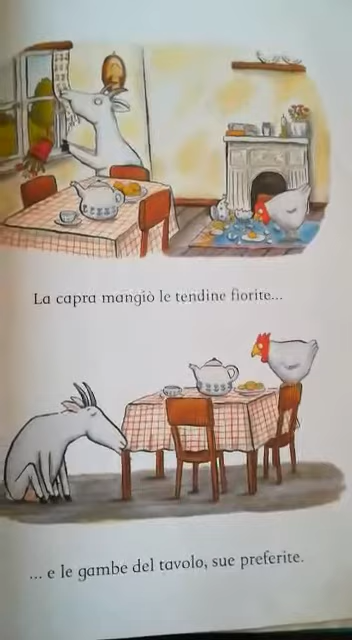 La capra mangiò le tendine fiorite...
... e le gambe del tavolo, sue preferite.